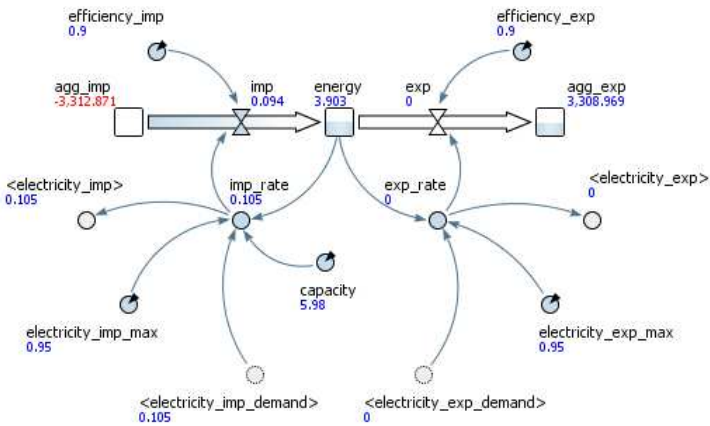 efficiency_imp
0.9
efficiency_exp
0.9
agg_imp
-3,312.871
imp
0.094
energy
3.903
exp
0
agg_exp
3,308.969
<electricity_imp>
0.105
imp_rate
0.105
exp_rate
0
<electricity_exp>
0
capacity
5.98
electricity_imp_max
0.95
electricity_exp_max
0.95
<electricity_imp_demand>
0.105
<electricity_exp_demand>
0